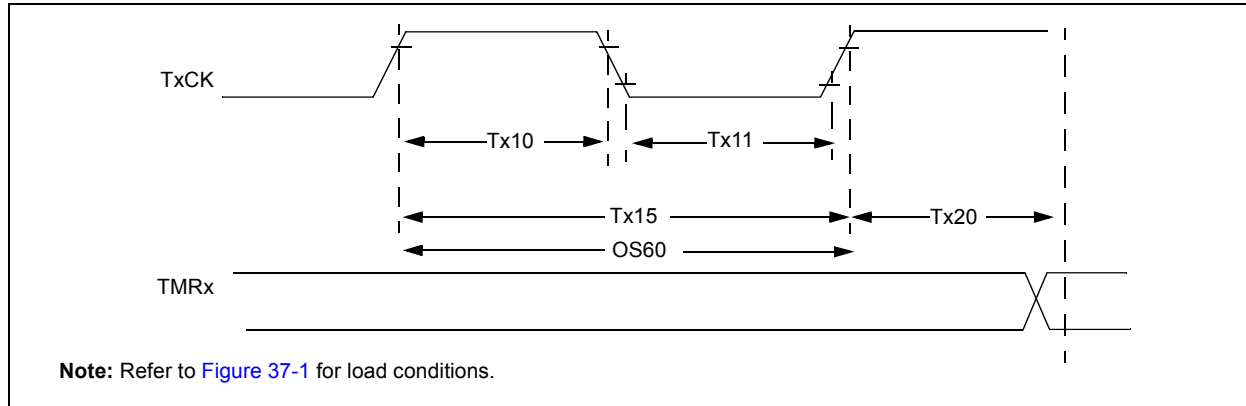 TxCK
Tx10
Tx11
Tx15
Tx20
OS60
TMRx
Note: Refer to Figure 37-1 for load conditions.